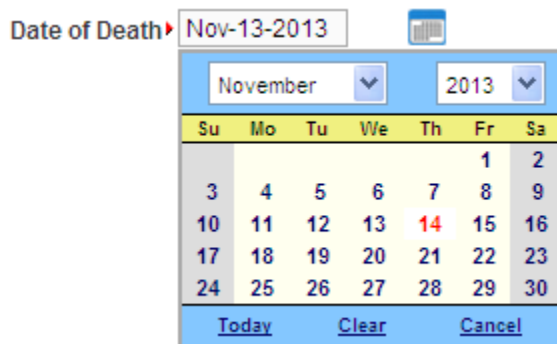 Date of Death Nov-13-2013
November 2013
Su Mo Tu We Th Fr Sa
1 2
3 4 5 6 7 8 9
10 11 12 13 14 15 16
17 18 19 20 21 22 23
24 25 26 27 28 29 30
Today Clear Cancel